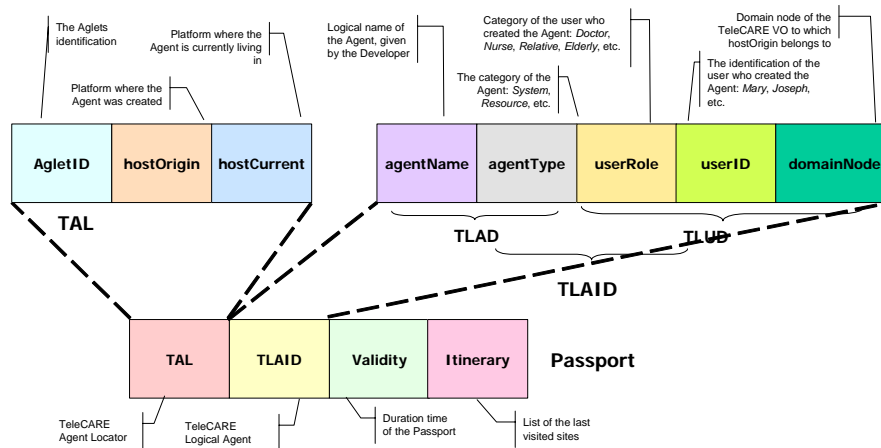 The Aglets
identification
Platform where the
Agent is currently living
in
Platform where the
Agent was created
Logical name of
the Agent, given
by the Developer
Category of the user who
created the Agent: Doctor,
Nurse, Relative, Elderly, etc.
The category of the
Agent: System,
Resource, etc.
Domain node of the
TeleCARE VO to which
hostOrigin belongs to
The identification of the
user who created the
Agent: Mary, Joseph,
etc.
AgletID
hostOrigin
hostCurrent
agentName
agentType
userRole
userID
domainNode
TAL
TLAD
TLUD
TLAID
TAL
TLAID
Validity
Itinerary
Passport
TeleCARE
Agent Locator
TeleCARE
Logical Agent
Duration time
of the Passport
List of the last
visited sites